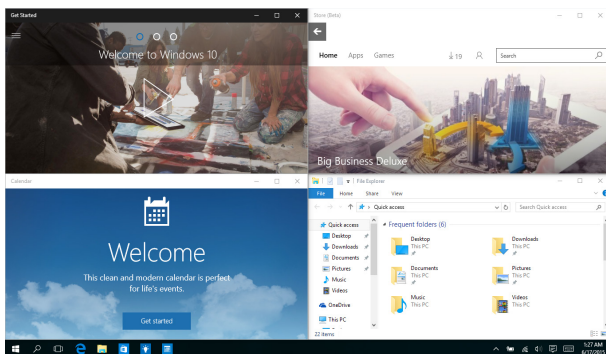 Get Started
Welcome to Windows 10
Store (Beta)
Home Apps Games
19
Search
Big Business Deluxe
Calendar
Welcome
This clean and modern calendar is perfect
for life's events.
Get started
File Explorer
File Home Share View
Quick access
Search Quick access
Quick access
Desktop
Downloads
Documents
Pictures
Music
Videos
OneDrive
This PC
Frequent folders (6)
Desktop
This PC
Downloads
This PC
Documents
This PC
Pictures
This PC
Music
This PC
Videos
This PC
22 items
1:27 AM
6/17/2015